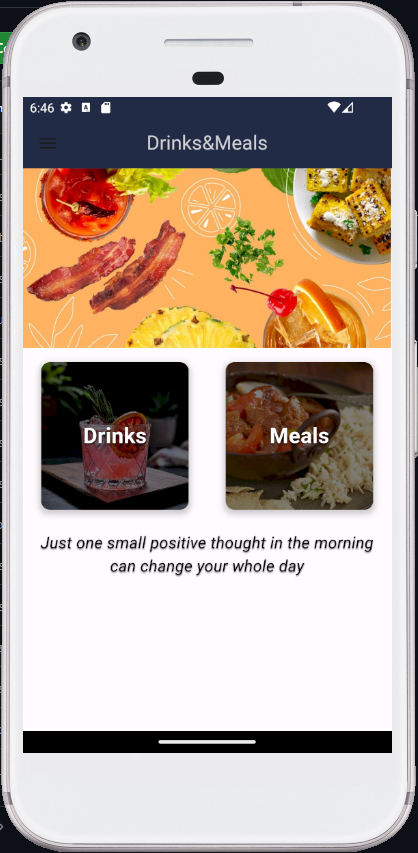 6:46
Drinks&Meals
Drinks
Meals
Just one small positive thought in the morning
can change your whole day